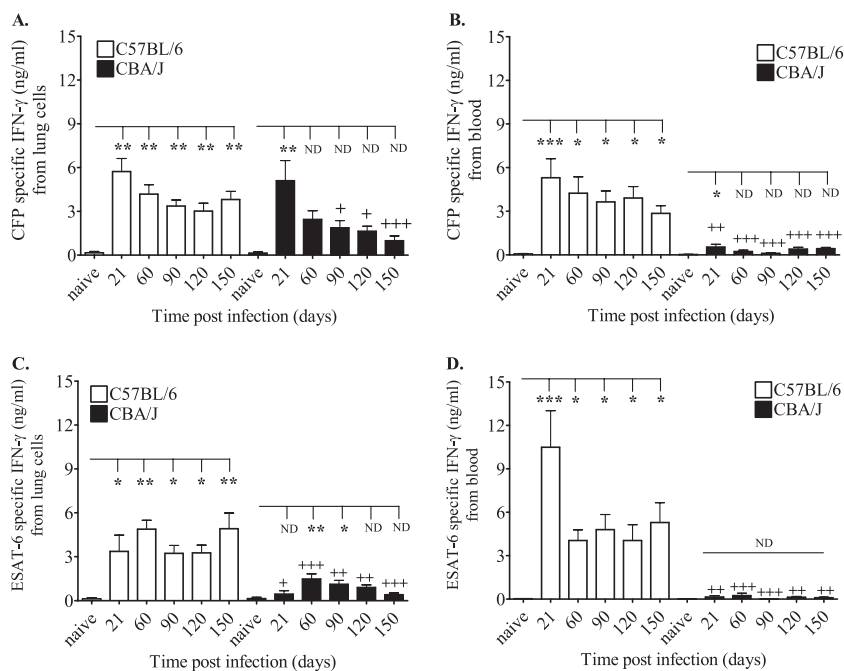 A.
CFP specific IFN-γ (ng/ml)
from lung cells
15
12
9
6
3
0
C57BL/6
CBA/J
** ** ** ** ** ** ND ND ND ND
+ + +++
naive 21 60 90 120 150 naive 21 60 90 120 150
Time post infection (days)
B.
CFP specific IFN-γ (ng/ml)
from blood
15
12
9
6
3
0
C57BL/6
CBA/J
*** * * * *
* ND ND ND ND
++ +++ +++ +++ +++
naive 21 60 90 120 150 naive 21 60 90 120 150
Time post infection (days)
C.
ESAT-6 specific IFN-γ (ng/ml)
from lung cells
15
12
9
6
3
0
C57BL/6
CBA/J
* ** * * **
ND ** * ND ND
+ +++ ++ ++ +++
naive 21 60 90 120 150 naive 21 60 90 120 150
Time post infection (days)
D.
ESAT-6 specific IFN-γ (ng/ml)
from blood
15
12
9
6
3
0
C57BL/6
CBA/J
*** * * * *
ND
++ +++ +++ ++ ++
naive 21 60 90 120 150 naive 21 60 90 120 150
Time post infection (days)